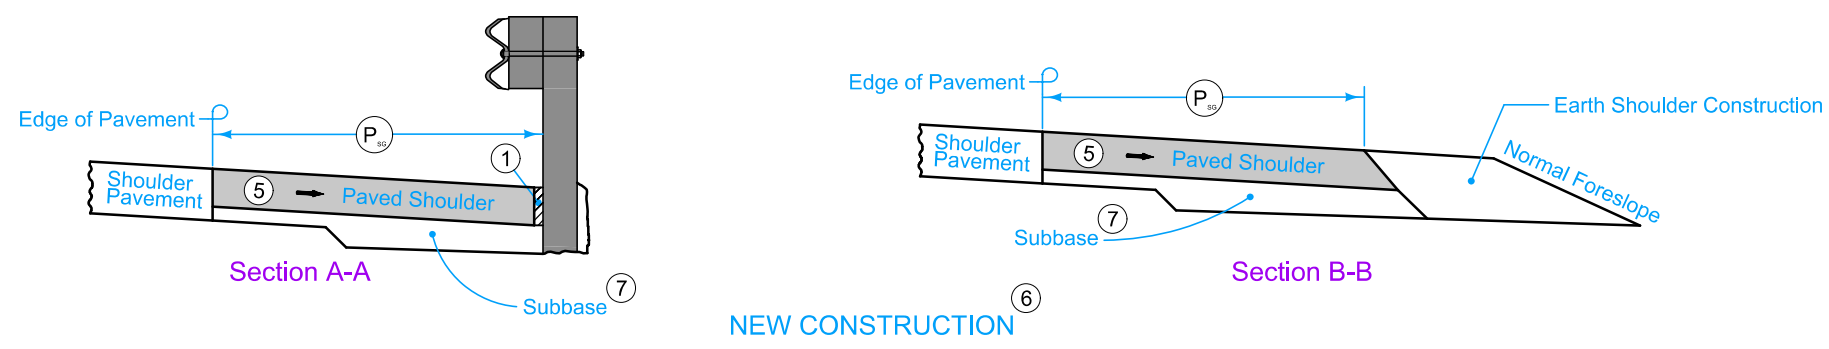 Edge of Pavement
P
SG
1
Shoulder
Pavement
5
Paved Shoulder
Section A-A
Subbase
7
Edge of Pavement
P
SG
Earth Shoulder Construction
Shoulder
Pavement
5
Paved Shoulder
Normal Foreslope
Subbase
7
Section B-B
NEW CONSTRUCTION
6